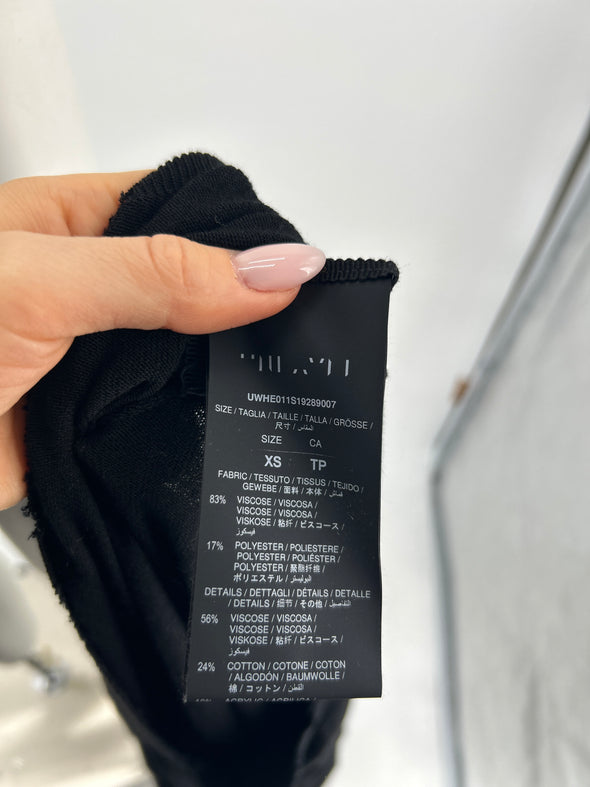 UWHE011S19289007
SIZE / TAGLIA / TAILLE / TALLA / GRÖSSE /
尺寸 / المقاس /
SIZE CA
XS TP
FABRIC / TESSUTO / TISSUS / TEJIDO /
GEWEBE / 面料 / 本体 / قماش /
83% VISCOSE / VISCOSA /
VISCOSE / VISCOSA /
VISKOSE / 粘纤 / ビスコース /
فيسكوز
17% POLYESTER / POLIESTERE /
POLYESTER / POLIÉSTER /
POLYESTER / 聚酯纤维 /
ポリエステル / البوليستر
DETAILS / DETTAGLI / DÉTAILS / DETALLE
/ DETAILS / 细节 / その他 / التفاصيل
56% VISCOSE / VISCOSA /
VISCOSE / VISCOSA /
VISKOSE / 粘纤 / ビスコース /
فيسكوز
24% COTTON / COTONE / COTON
/ ALGODÓN / BAUMWOLLE /
棉 / コットン / القطن
ACRYLIC / ACRILICA /